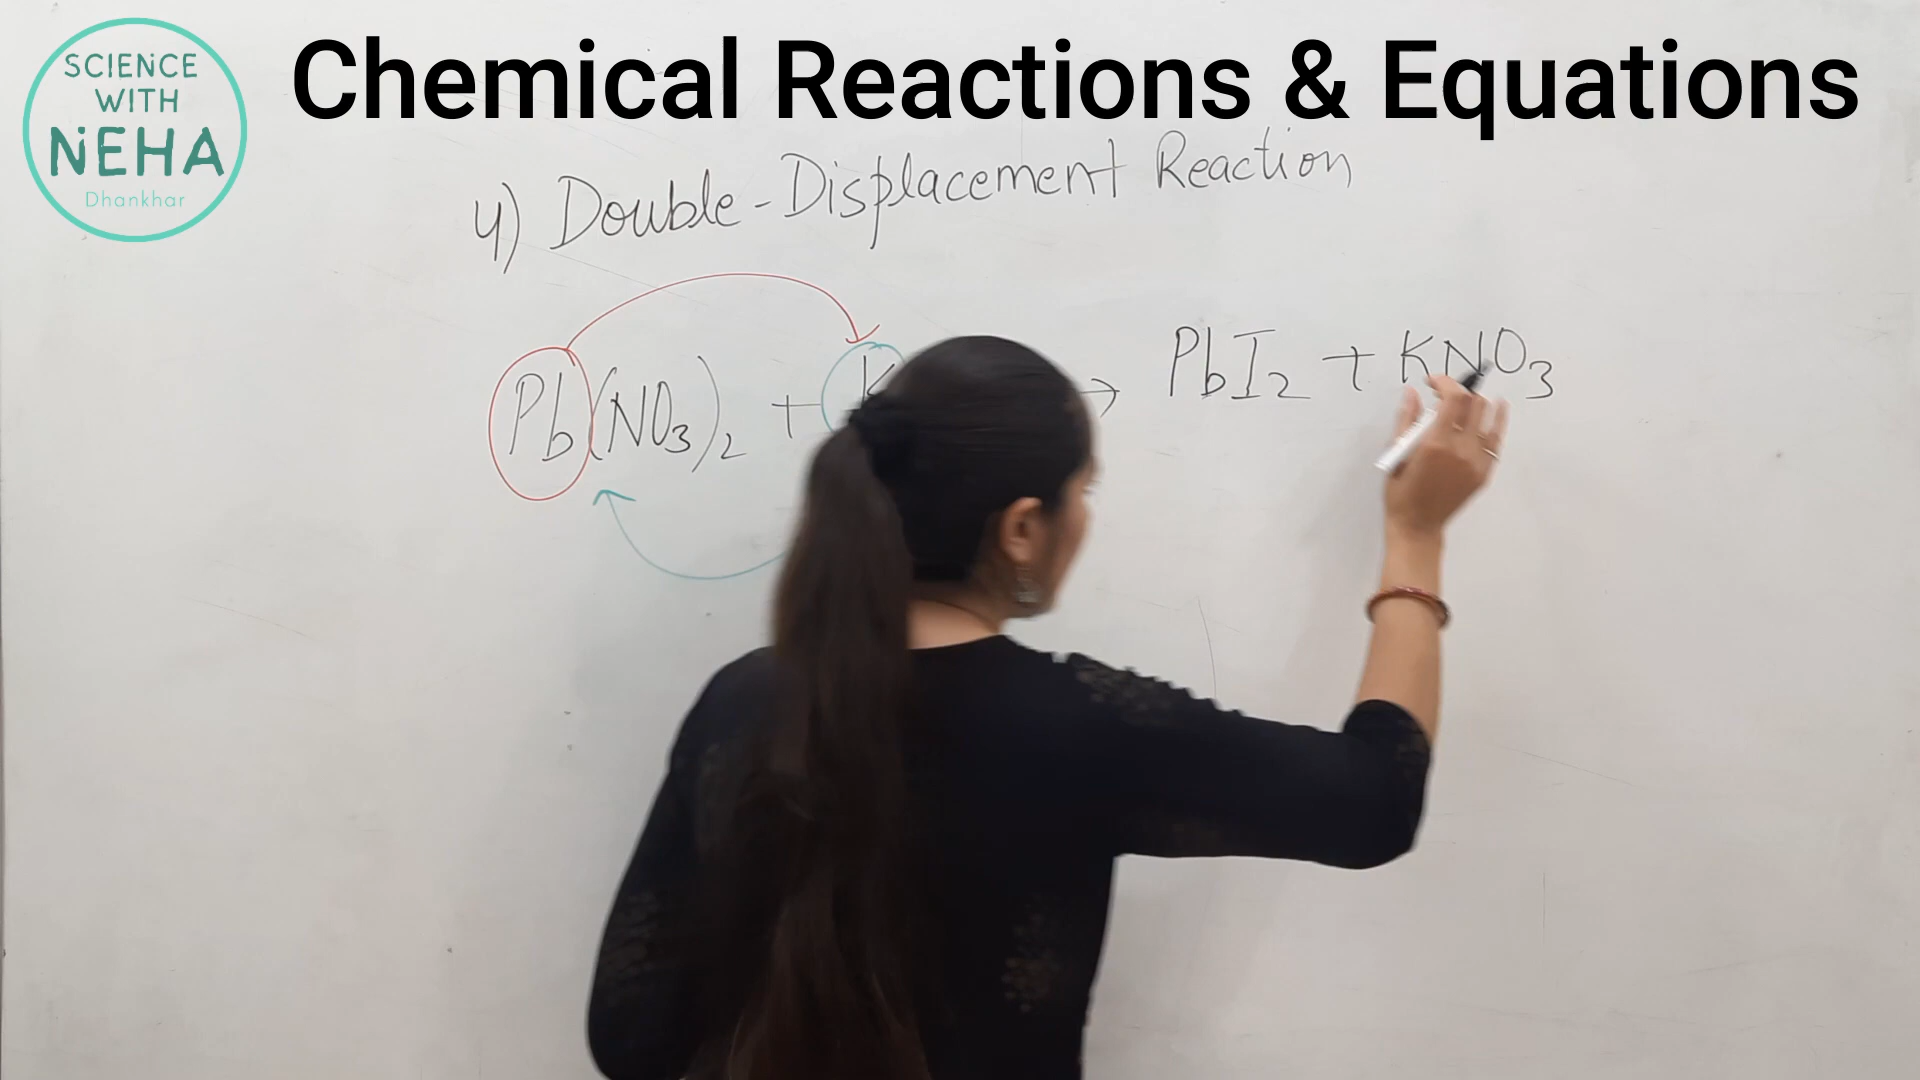 SCIENCE
WITH
NEHA
Dhankhar
Chemical Reactions & Equations
4) Double-Displacement Reaction
Pb(NO₃)₂ + K → PbI₂ + KNO₃